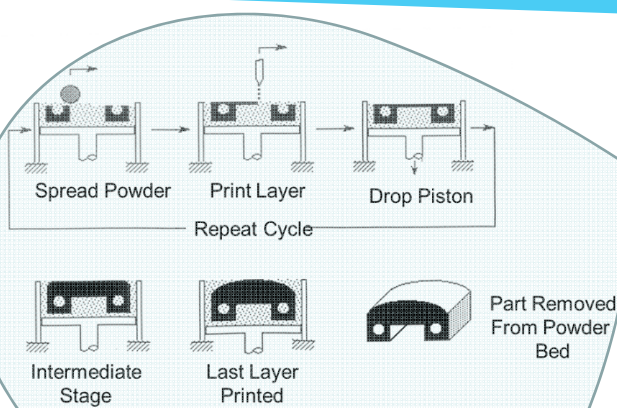 Spread Powder
Print Layer
Drop Piston
Repeat Cycle
Intermediate
Stage
Last Layer
Printed
Part Removed
From Powder
Bed